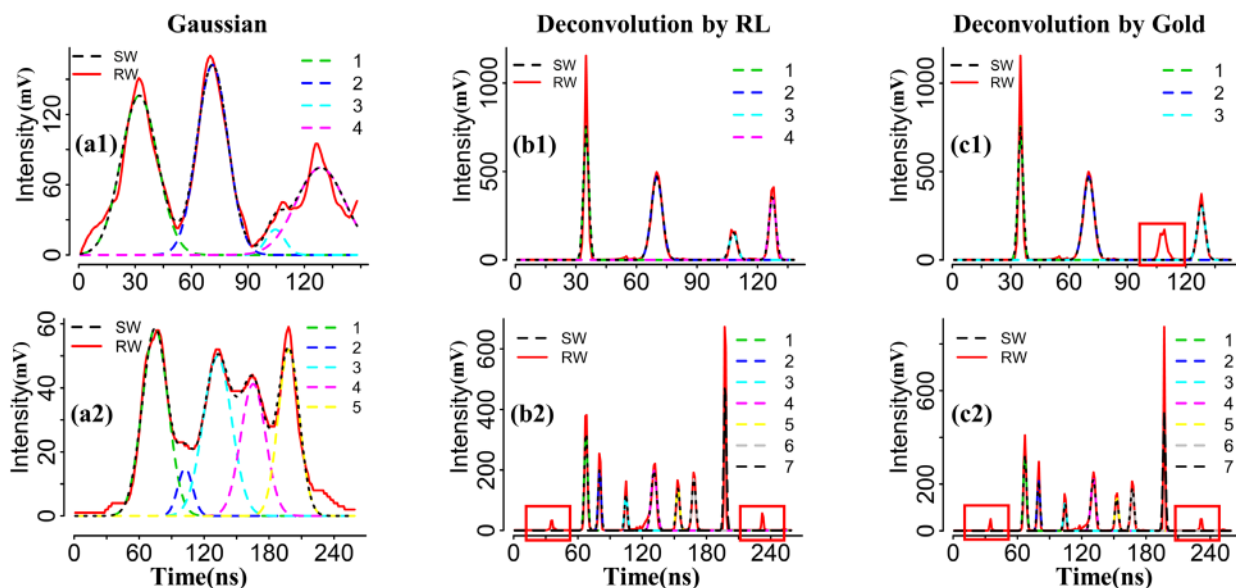 Gaussian
Deconvolution by RL
Deconvolution by Gold
Intensity(mV)
0 60 120
SW
RW
1
2
3
4
(a1)
0 30 60 90 120
Intensity(mV)
0 500 1000
SW
RW
1
2
3
4
(b1)
0 30 60 90 120
Intensity(mV)
0 500 1000
SW
RW
1
2
3
(c1)
0 30 60 90 120
Intensity(mV)
0 20 40 60
SW
RW
1
2
3
4
5
(a2)
0 60 120 180 240
Time(ns)
Intensity(mV)
0 200 400 600
SW
RW
1
2
3
4
5
6
7
(b2)
0 60 120 180 240
Time(ns)
Intensity(mV)
0 400 800
SW
RW
1
2
3
4
5
6
7
(c2)
0 60 120 180 240
Time(ns)